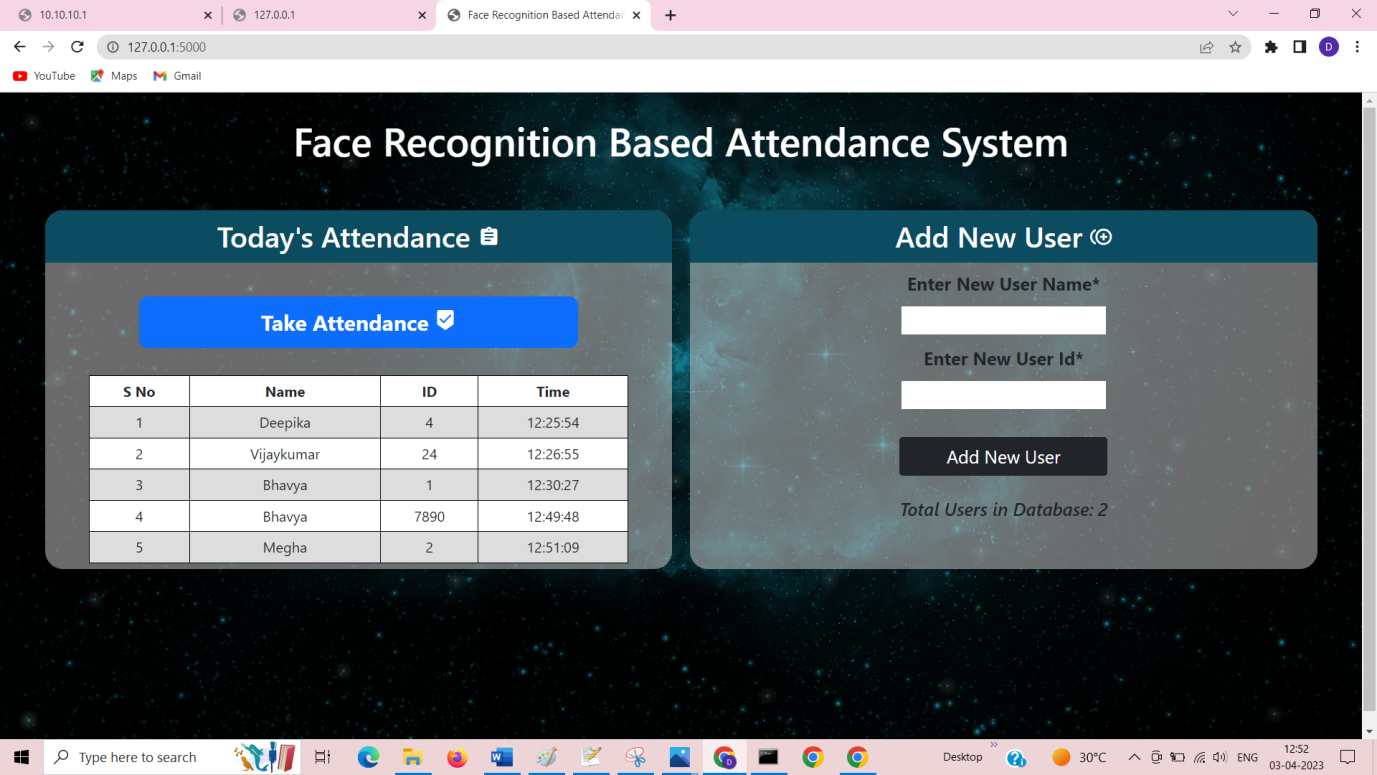 10.10.10.1
127.0.0.1
Face Recognition Based Attendan
127.0.0.1:5000
D
YouTube Maps Gmail
Face Recognition Based Attendance System
Today's Attendance
Take Attendance
S No Name ID Time
1 Deepika 4 12:25:54
2 Vijaykumar 24 12:26:55
3 Bhavya 1 12:30:27
4 Bhavya 7890 12:49:48
5 Megha 2 12:51:09
Add New User
Enter New User Name*
Enter New User Id*
Add New User
Total Users in Database: 2
Type here to search
Desktop
30°C
ENG
12:52
03-04-2023